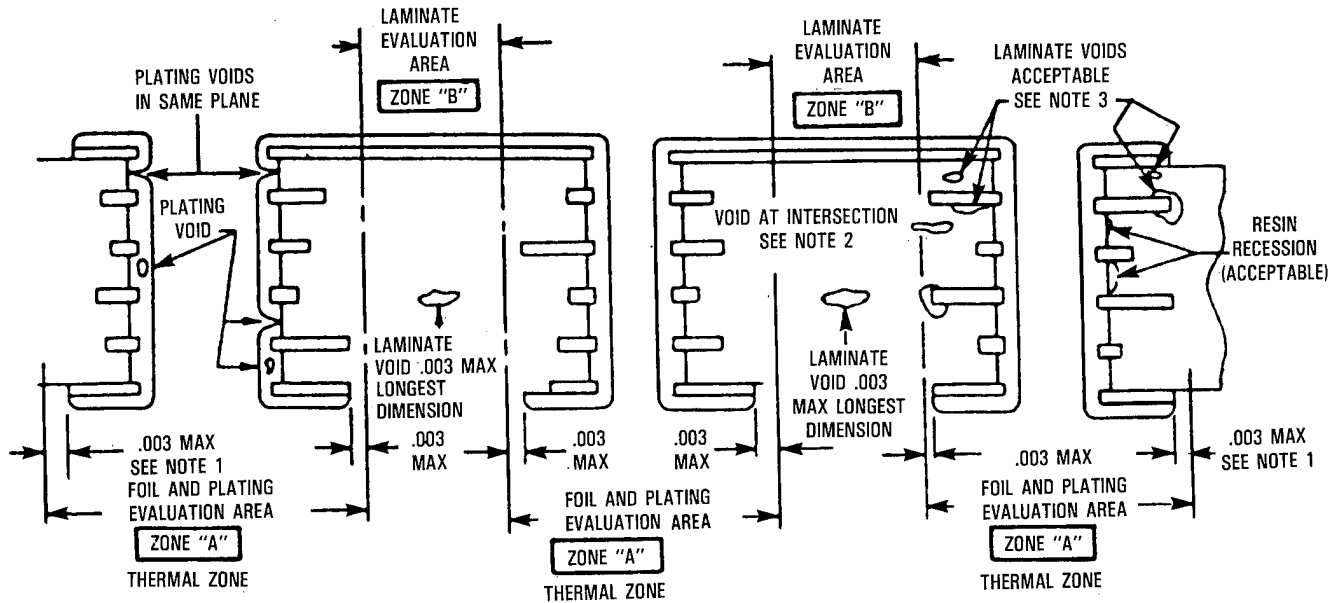 LAMINATE
EVALUATION
AREA
ZONE "B"
LAMINATE
EVALUATION
AREA
ZONE "B"
LAMINATE VOIDS
ACCEPTABLE
SEE NOTE 3
PLATING VOIDS
IN SAME PLANE
PLATING
VOID
VOID AT INTERSECTION
SEE NOTE 2
RESIN
RECESSION
(ACCEPTABLE)
LAMINATE
VOID .003 MAX
LONGEST
DIMENSION
LAMINATE
VOID .003
MAX LONGEST
DIMENSION
.003 MAX
SEE NOTE 1
FOIL AND PLATING
EVALUATION AREA
ZONE "A"
THERMAL ZONE
.003
MAX
.003
MAX
.003
MAX
FOIL AND PLATING
EVALUATION AREA
ZONE "A"
THERMAL ZONE
.003 MAX
FOIL AND PLATING
EVALUATION AREA
ZONE "A"
THERMAL ZONE
.003 MAX
SEE NOTE 1